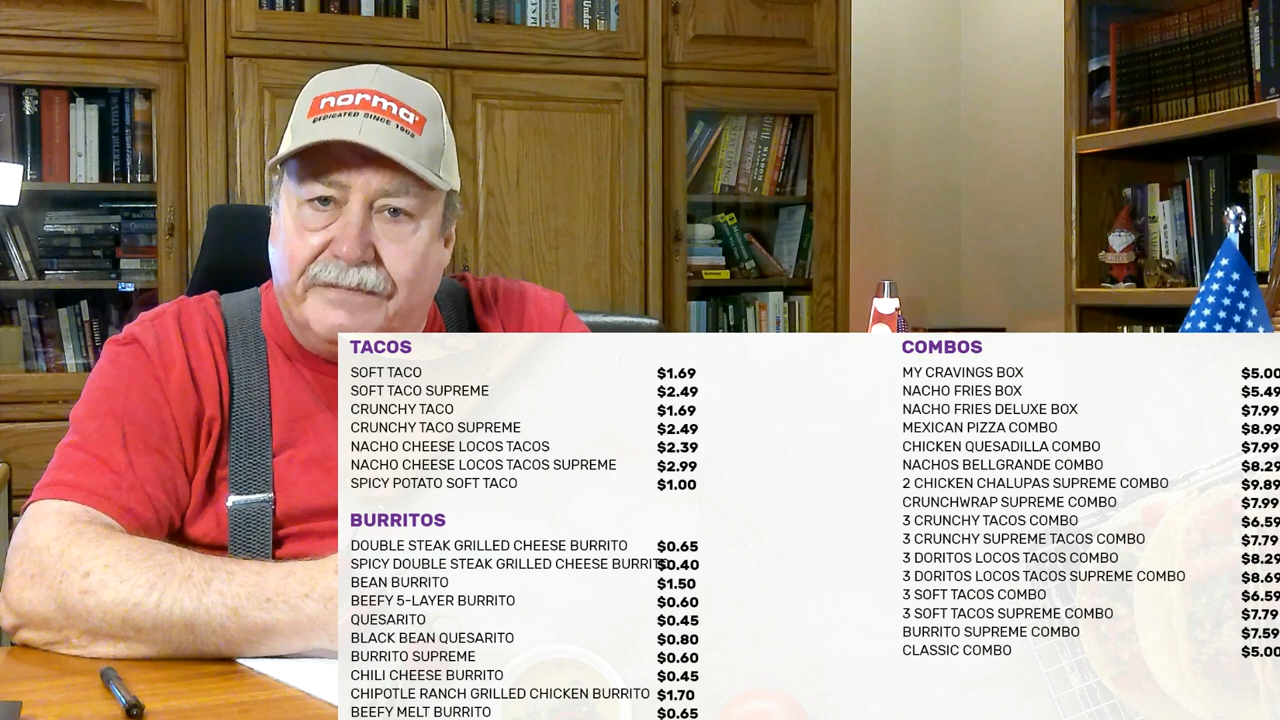 norma
DEDICATED SINCE 1902
TACOS
SOFT TACO $1.69
SOFT TACO SUPREME $2.49
CRUNCHY TACO $1.69
CRUNCHY TACO SUPREME $2.49
NACHO CHEESE LOCOS TACOS $2.39
NACHO CHEESE LOCOS TACOS SUPREME $2.99
SPICY POTATO SOFT TACO $1.00
BURRITOS
DOUBLE STEAK GRILLED CHEESE BURRITO $0.65
SPICY DOUBLE STEAK GRILLED CHEESE BURRITO $0.40
BEAN BURRITO $1.50
BEEFY 5-LAYER BURRITO $0.60
QUESARITO $0.45
BLACK BEAN QUESARITO $0.80
BURRITO SUPREME $0.60
CHILI CHEESE BURRITO $0.45
CHIPOTLE RANCH GRILLED CHICKEN BURRITO $1.70
BEEFY MELT BURRITO $0.65
COMBOS
MY CRAVINGS BOX $5.00
NACHO FRIES BOX $5.49
NACHO FRIES DELUXE BOX $7.99
MEXICAN PIZZA COMBO $8.99
CHICKEN QUESADILLA COMBO $7.99
NACHOS BELLGRANDE COMBO $8.29
2 CHICKEN CHALUPAS SUPREME COMBO $9.89
CRUNCHWRAP SUPREME COMBO $7.99
3 CRUNCHY TACOS COMBO $6.59
3 CRUNCHY SUPREME TACOS COMBO $7.79
3 DORITOS LOCOS TACOS COMBO $8.29
3 DORITOS LOCOS TACOS SUPREME COMBO $8.69
3 SOFT TACOS COMBO $6.59
3 SOFT TACOS SUPREME COMBO $7.79
BURRITO SUPREME COMBO $7.59
CLASSIC COMBO $5.00